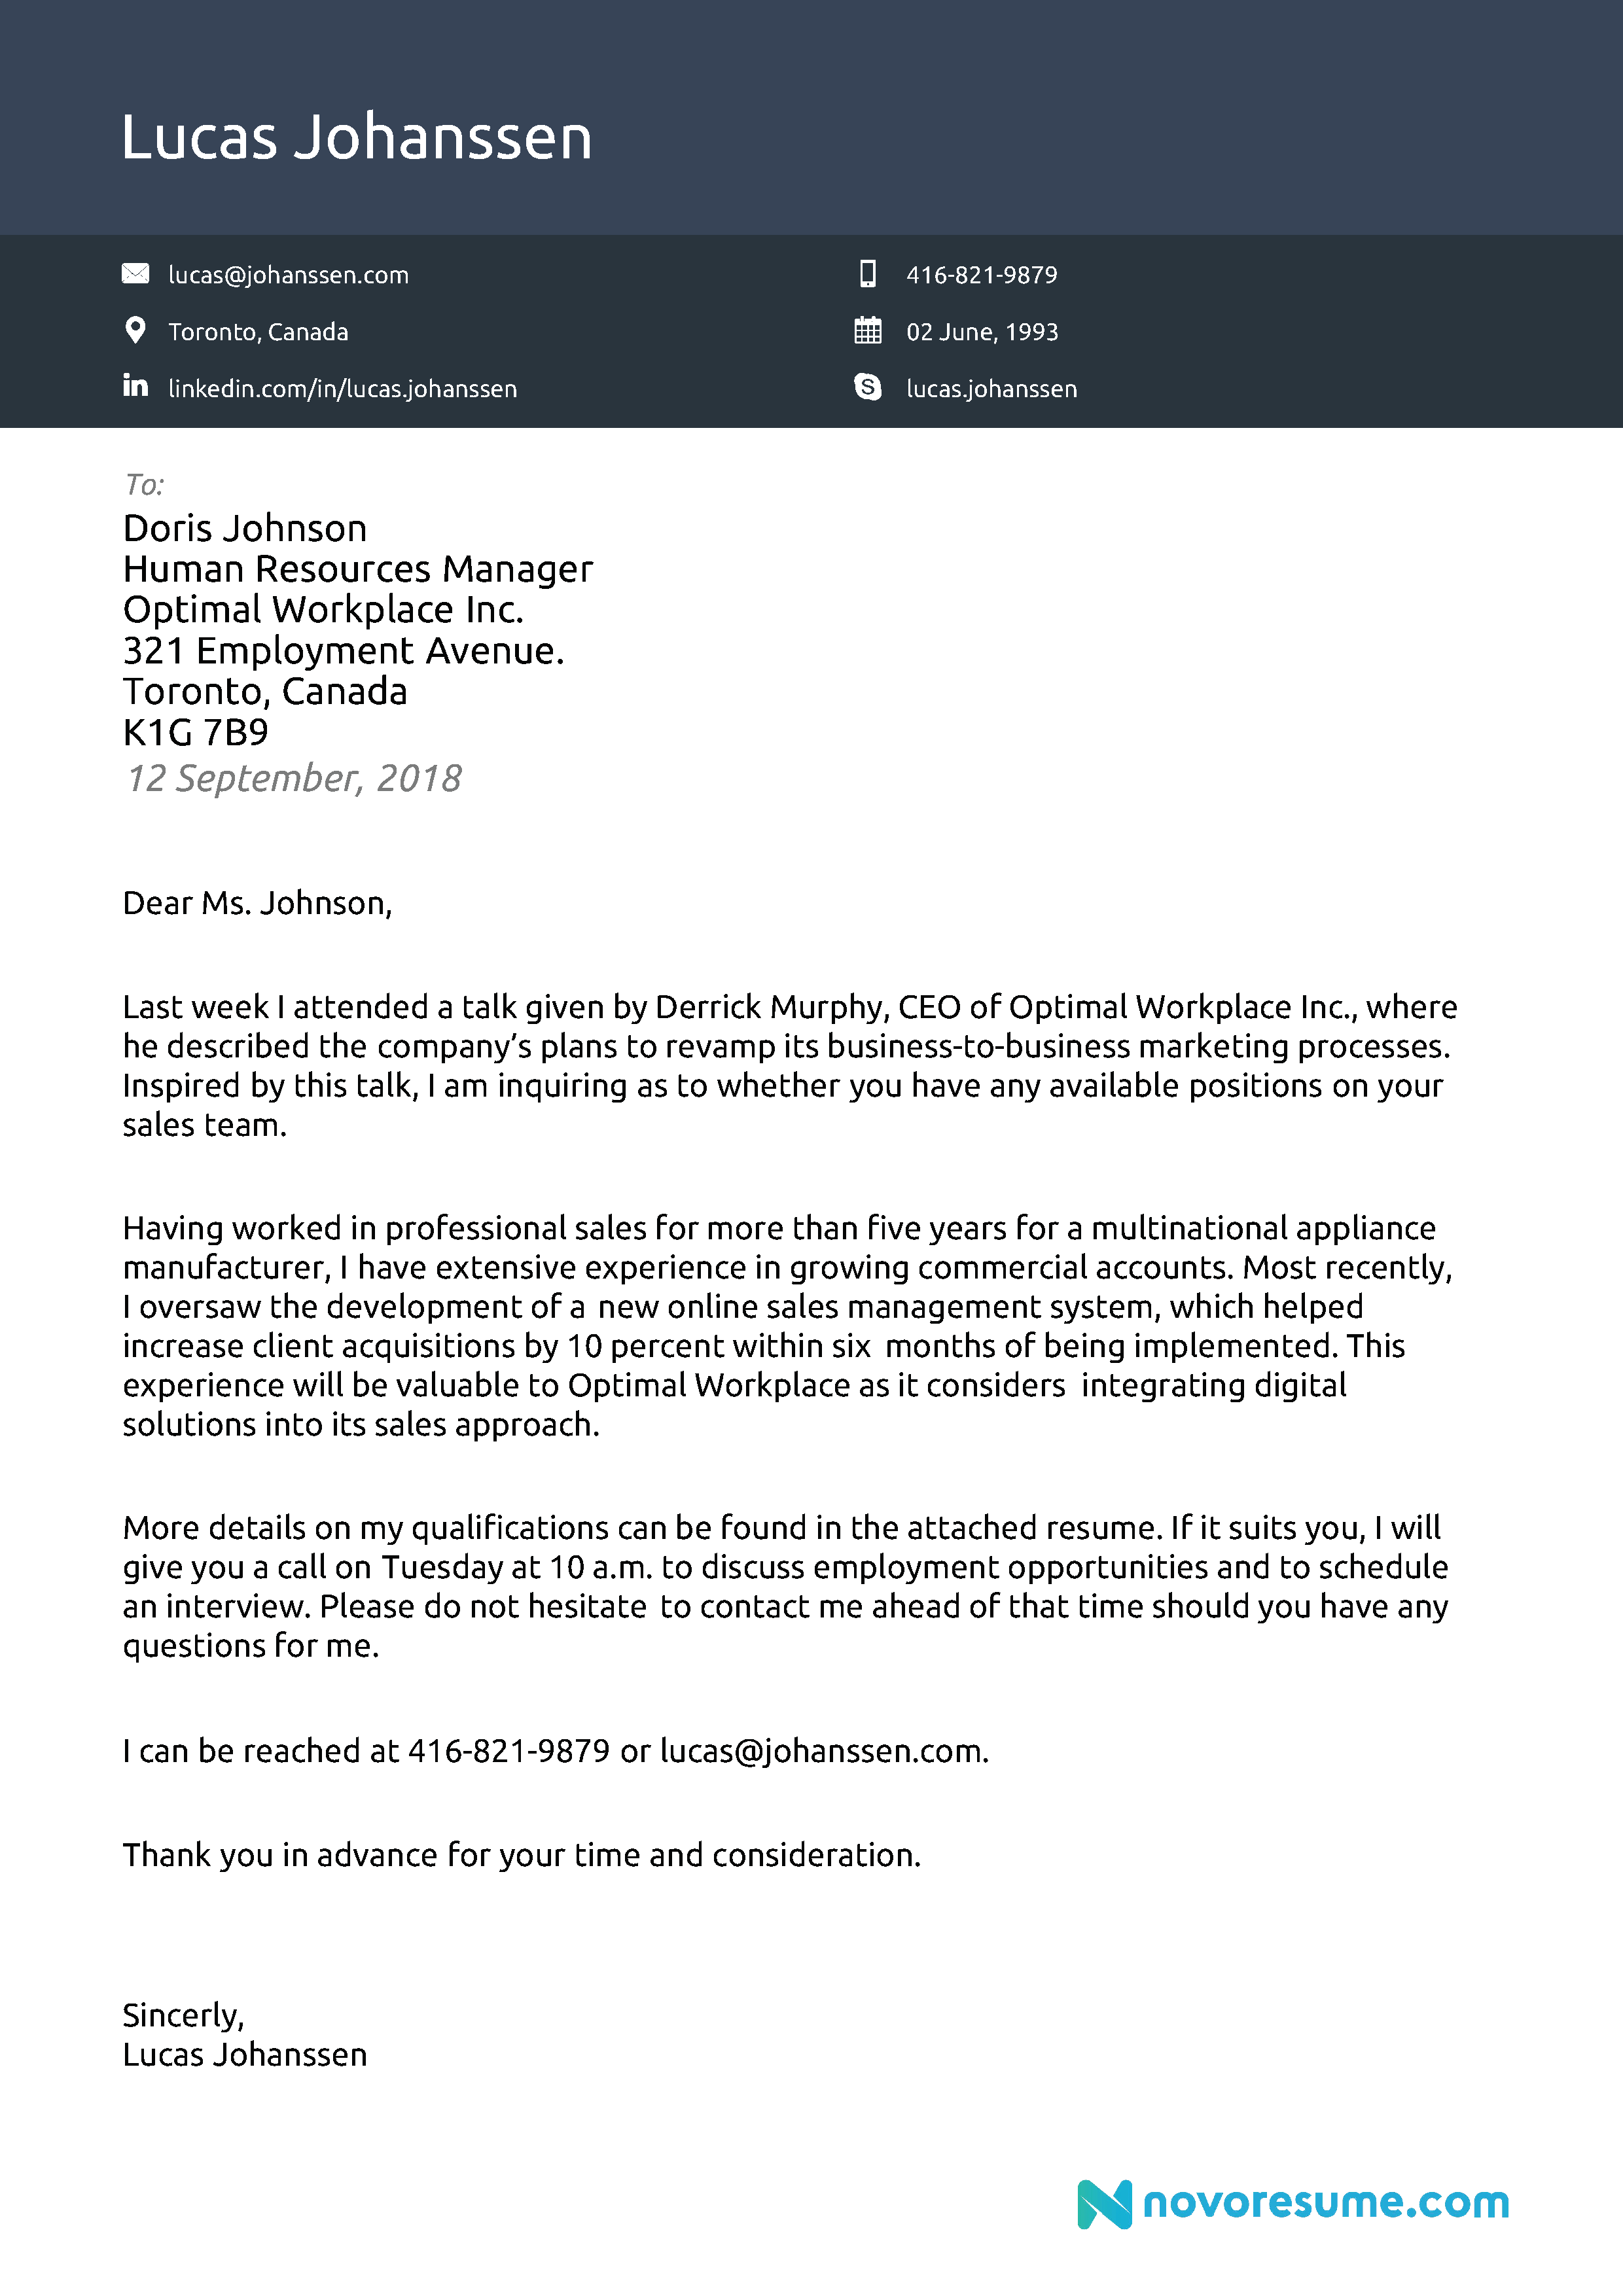 Lucas Johanssen
lucas@johanssen.com
416-821-9879
Toronto, Canada
02 June, 1993
linkedin.com/in/lucas.johanssen
lucas.johanssen
To:
Doris Johnson
Human Resources Manager
Optimal Workplace Inc.
321 Employment Avenue.
Toronto, Canada
K1G 7B9
12 September, 2018
Dear Ms. Johnson,
Last week I attended a talk given by Derrick Murphy, CEO of Optimal Workplace Inc., where
he described the company’s plans to revamp its business-to-business marketing processes.
Inspired by this talk, I am inquiring as to whether you have any available positions on your
sales team.
Having worked in professional sales for more than five years for a multinational appliance
manufacturer, I have extensive experience in growing commercial accounts. Most recently,
I oversaw the development of a new online sales management system, which helped
increase client acquisitions by 10 percent within six months of being implemented. This
experience will be valuable to Optimal Workplace as it considers integrating digital
solutions into its sales approach.
More details on my qualifications can be found in the attached resume. If it suits you, I will
give you a call on Tuesday at 10 a.m. to discuss employment opportunities and to schedule
an interview. Please do not hesitate to contact me ahead of that time should you have any
questions for me.
I can be reached at 416-821-9879 or lucas@johanssen.com.
Thank you in advance for your time and consideration.
Sincerly,
Lucas Johanssen
novoresume.com